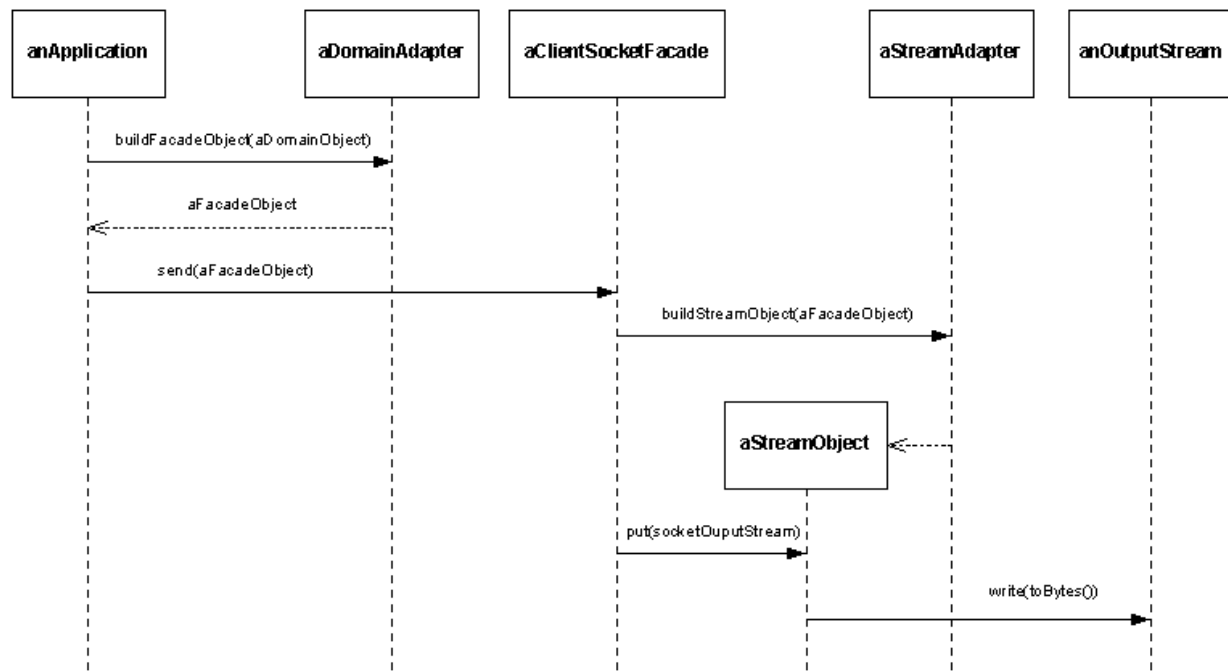 anApplication
aDomainAdapter
aClientSocketFacade
aStreamAdapter
anOutputStream
buildFacadeObject(aDomainObject)
aFacadeObject
send(aFacadeObject)
buildStreamObject(aFacadeObject)
aStreamObject
put(socketOuputStream)
write(toBytes())